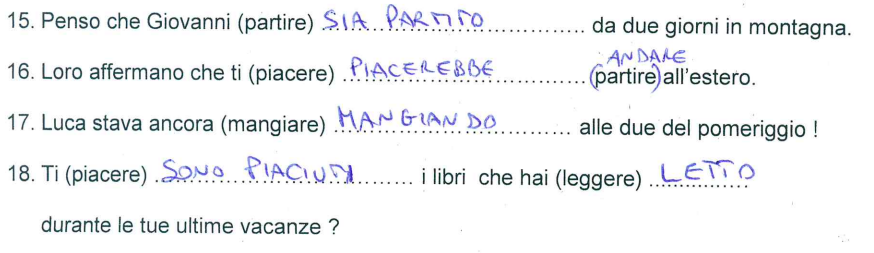 15. Penso che Giovanni (partire) SIA PARTITO da due giorni in montagna.
ANDARE
16. Loro affermano che ti (piacere) PIACEREBBE (partire) all'estero.
17. Luca stava ancora (mangiare) MANGIANDO alle due del pomeriggio !
18. Ti (piacere) SONO PIACIUTI i libri che hai (leggere) LETTO
durante le tue ultime vacanze ?